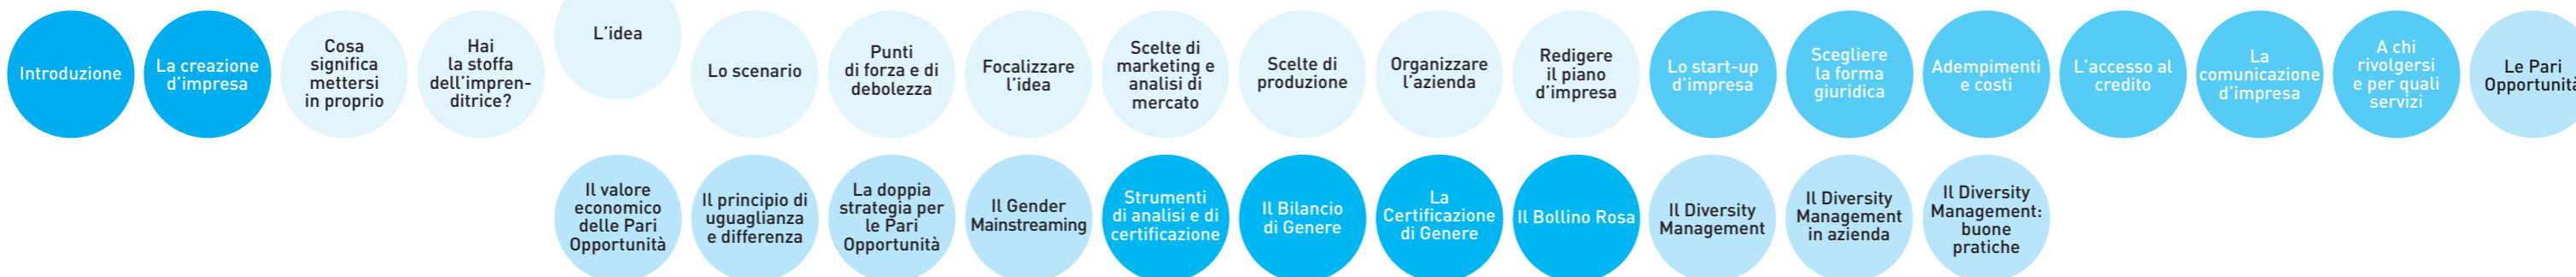 Introduzione
La creazione
d'impresa
Cosa
significa
mettersi
in proprio
Hai
la stoffa
dell'impren-
ditrice?
L'idea
Lo scenario
Punti
di forza e di
debolezza
Focalizzare
l'idea
Scelte di
marketing e
analisi di
mercato
Scelte di
produzione
Organizzare
l'azienda
Redigere
il piano
d'impresa
Lo start-up
d'impresa
Scegliere
la forma
giuridica
Adempimenti
e costi
L'accesso al
credito
La
comunicazione
d'impresa
A chi
rivolgersi
e per quali
servizi
Le Pari
Opportunità
Il valore
economico
delle Pari
Opportunità
Il principio di
uguaglianza
e differenza
La doppia
strategia per
le Pari
Opportunità
Il Gender
Mainstreaming
Strumenti
di analisi e di
certificazione
Il Bilancio
di Genere
La
Certificazione
di Genere
Il Bollino Rosa
Il Diversity
Management
Il Diversity
Management
in azienda
Il Diversity
Management:
buone
pratiche